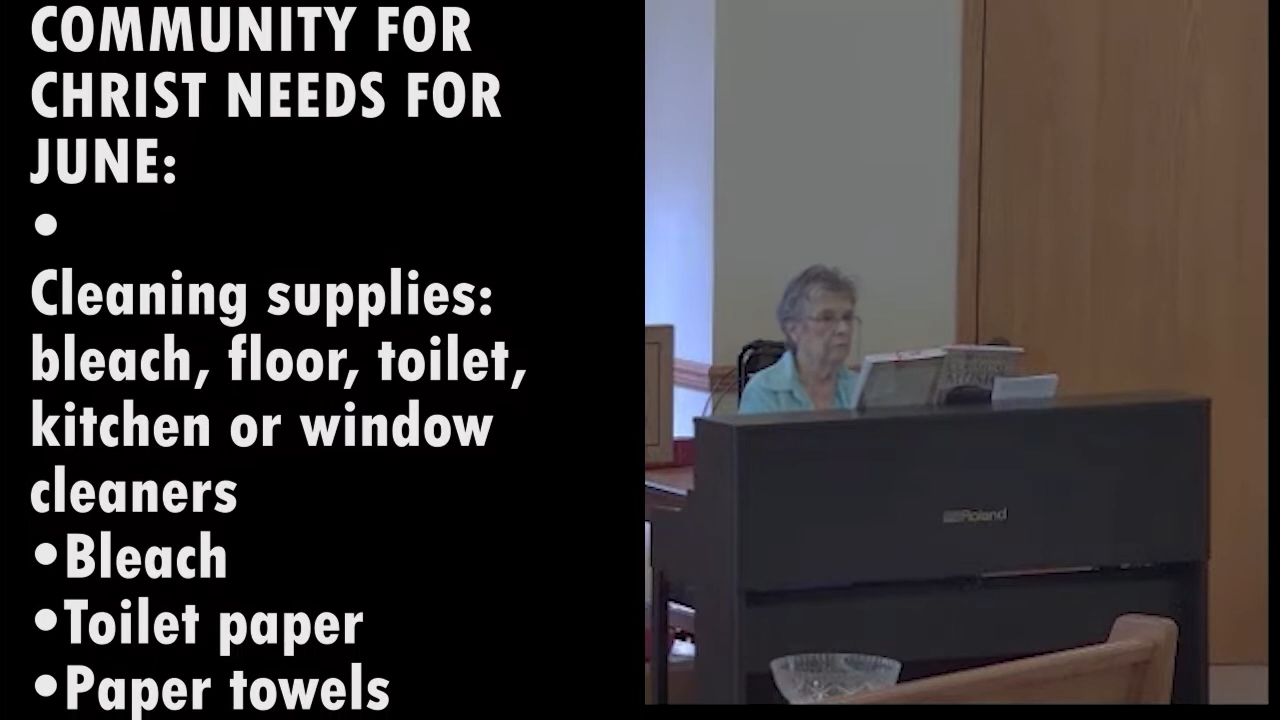 COMMUNITY FOR
CHRIST NEEDS FOR
JUNE:
•
Cleaning supplies:
bleach, floor, toilet,
kitchen or window
cleaners
•Bleach
•Toilet paper
•Paper towels
Roland